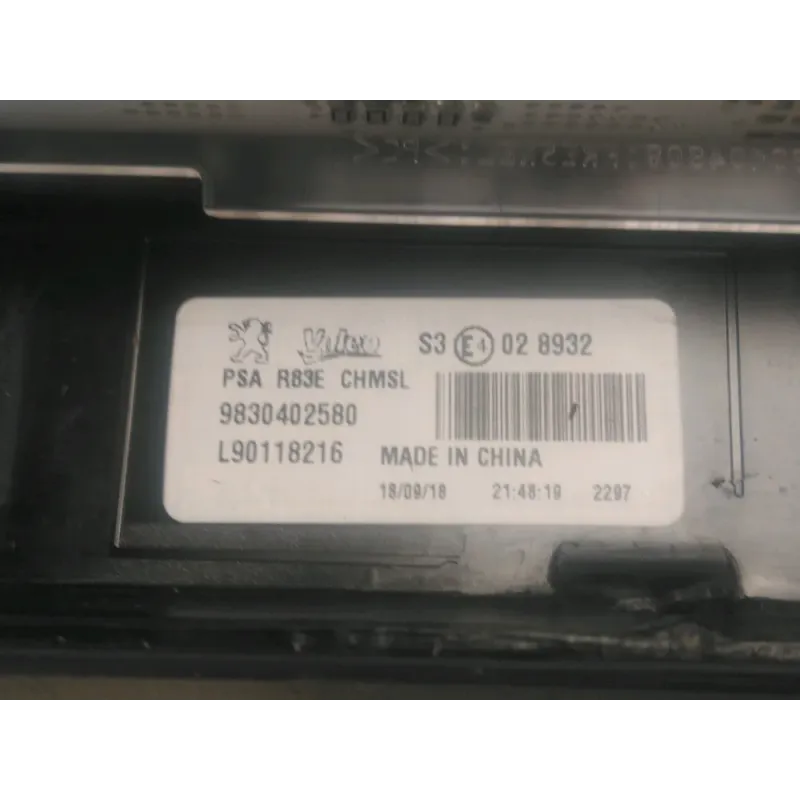 Valeo S3 E4 02 8932
PSA R83E CHMSL
9830402580
L90118216 MADE IN CHINA
18/09/18 21:48:19 2297